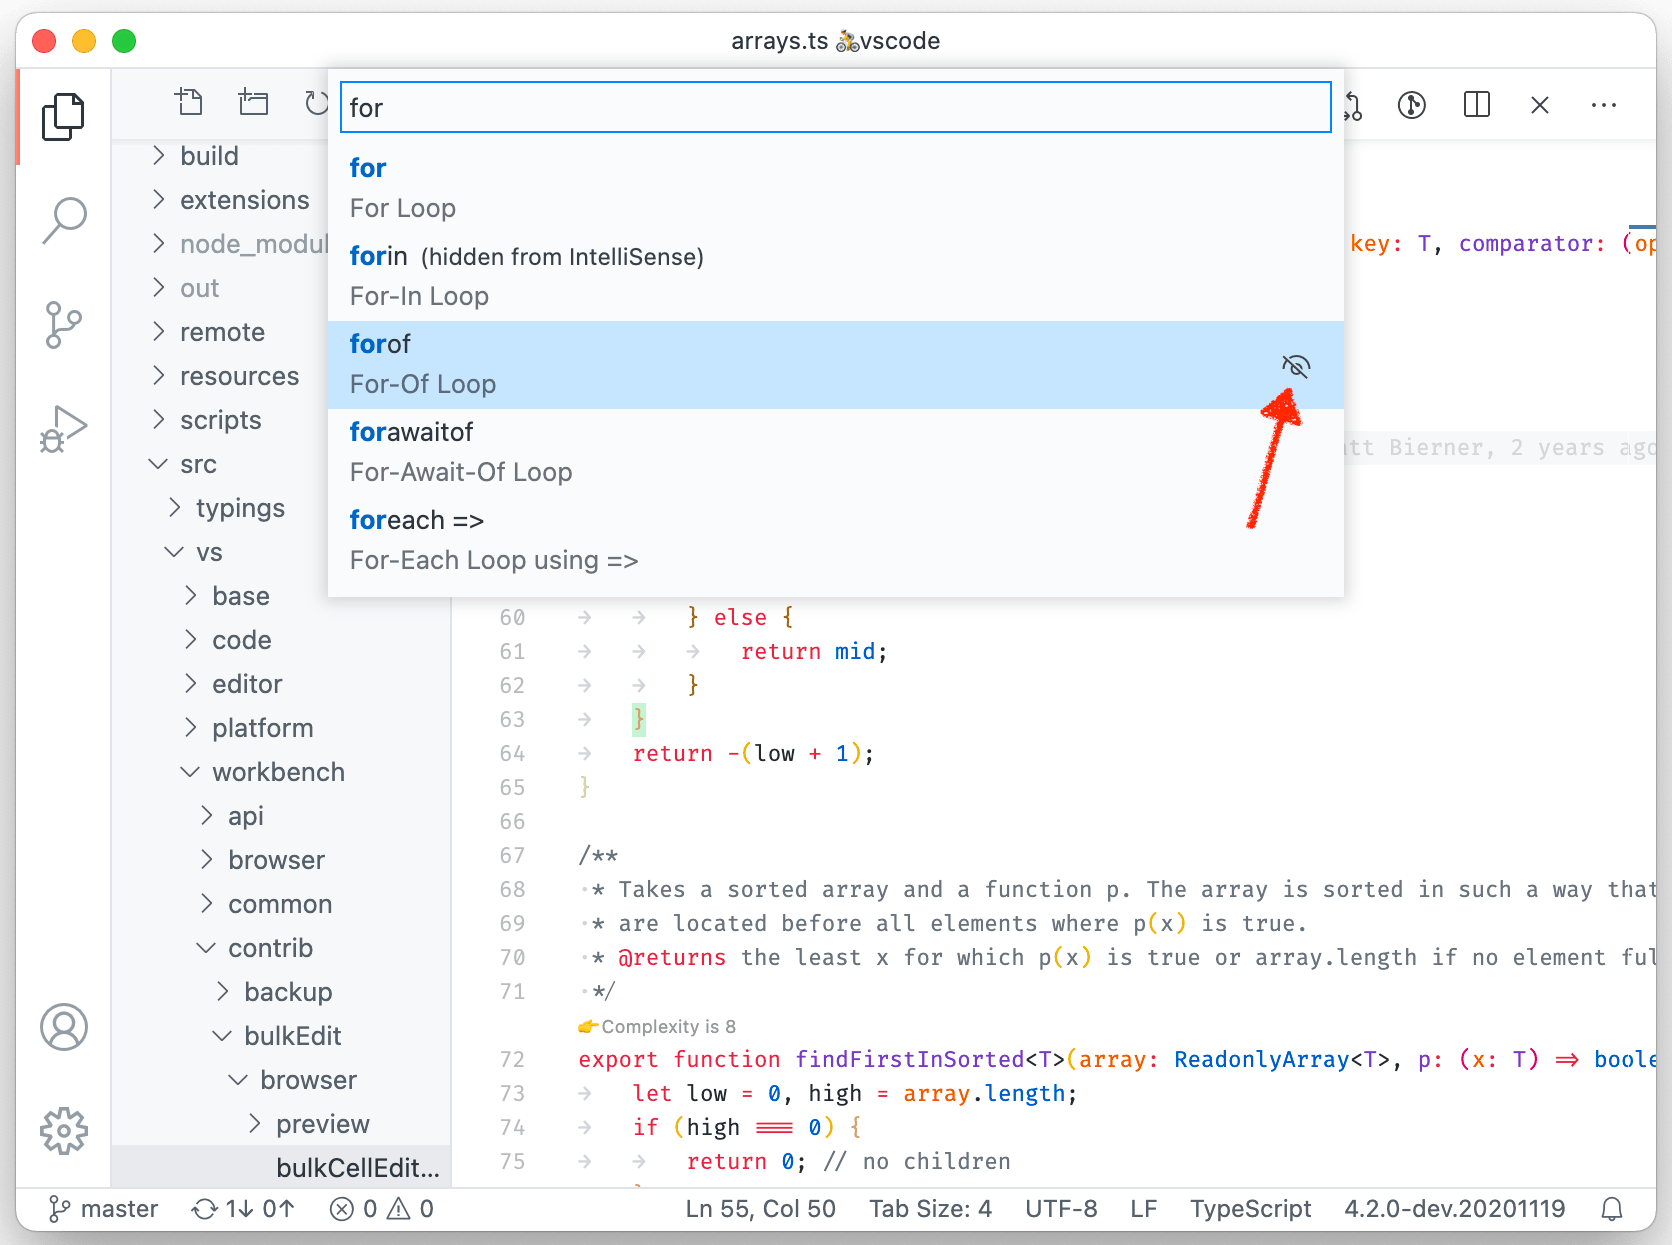 arrays.ts 🚴vscode
for
for
For Loop
forin (hidden from IntelliSense)
For-In Loop
forof
For-Of Loop
forawaitof
For-Await-Of Loop
foreach =>
For-Each Loop using =>
build
extensions
node_modul
out
remote
resources
scripts
src
typings
vs
base
code
editor
platform
workbench
api
browser
common
contrib
backup
bulkEdit
browser
preview
bulkCellEdit...
key: T, comparator: (op
Bierner, 2 years ago
60 } else {
61 return mid;
62 }
63 }
64 return -(low + 1);
65 }
66
67 /**
68 * Takes a sorted array and a function p. The array is sorted in such a way that
69 * are located before all elements where p(x) is true.
70 * @returns the least x for which p(x) is true or array.length if no element ful
71 */
👉Complexity is 8
72 export function findFirstInSorted<T>(array: ReadonlyArray<T>, p: (x: T) => boole
73 let low = 0, high = array.length;
74 if (high === 0) {
75 return 0; // no children
master 1↓ 0↑ 0 0 Ln 55, Col 50 Tab Size: 4 UTF-8 LF TypeScript 4.2.0-dev.20201119